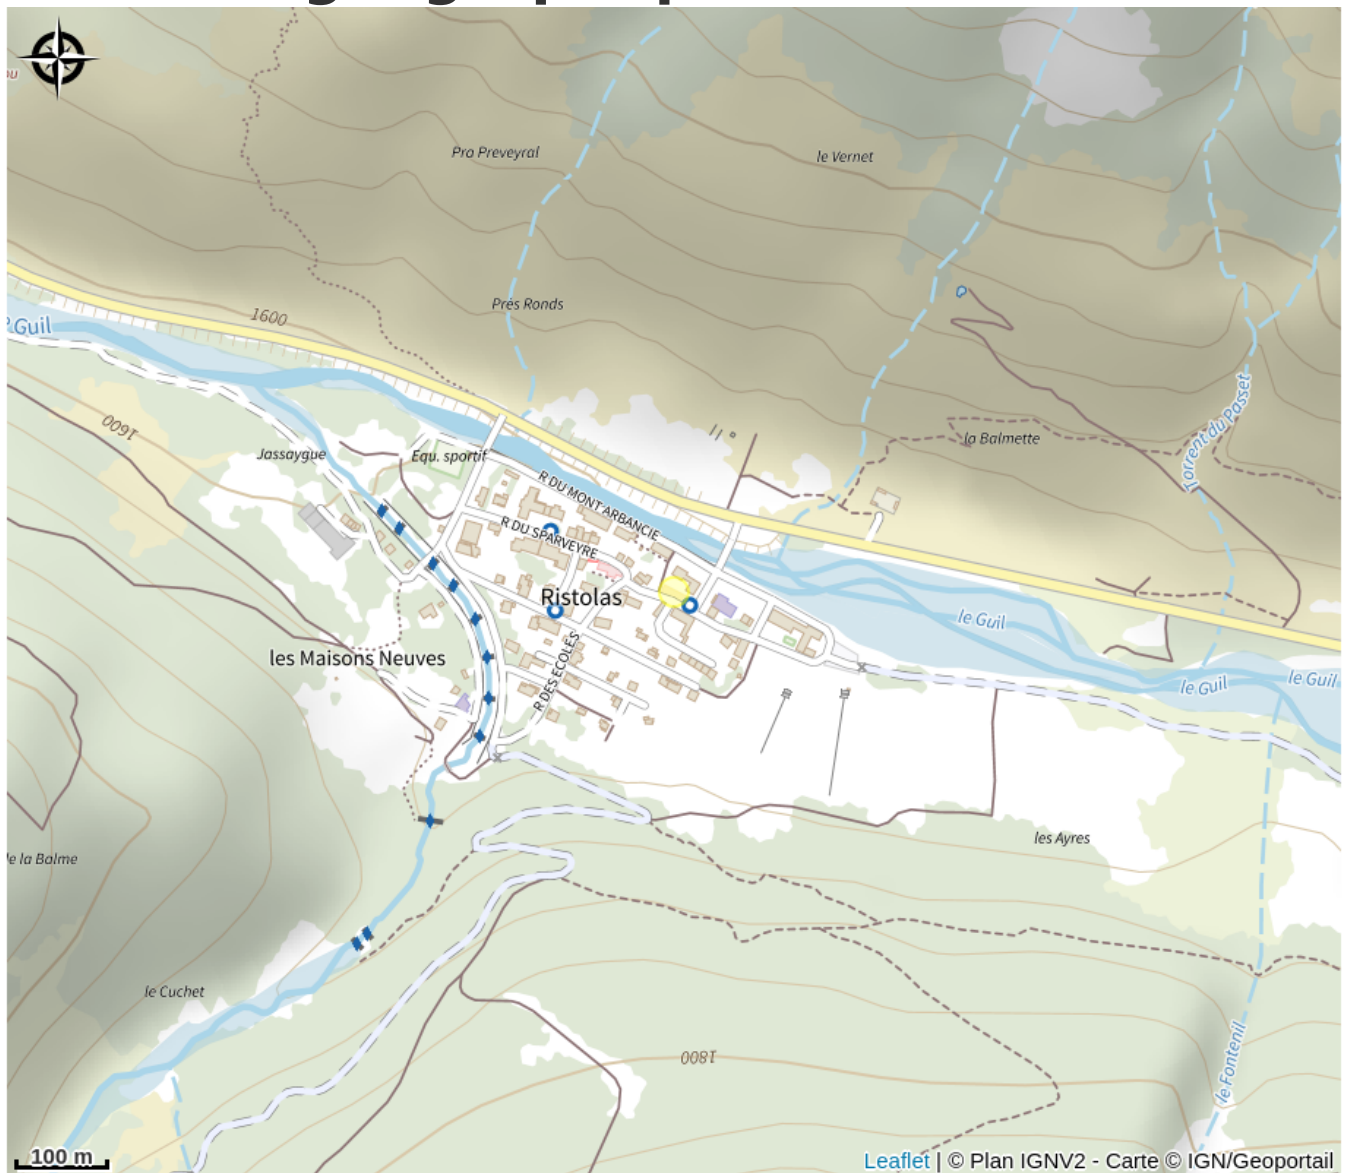 Pra Preveyral
le Vernet
Prés Ronds
1600
Guil
1600
Jassaygue
Equ. sportif
la Balmette
Torrent du Passet
R DU MONT ARBANCIE
R DU SPARVEYRE
Ristolas
le Guil
les Maisons Neuves
R DES ECOLES
le Guil
le Guil
les Ayres
de la Balme
le Cuchet
1800
le Fontenil
100 m
Leaflet | © Plan IGNV2 - Carte © IGN/Geoportail